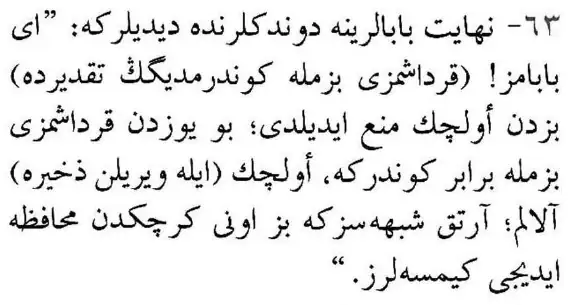 ٦٣- نهايت بابالرينه دوندكلرنده ديديلركه: ”اى
بابامز! (قرداشمزى بزمله كوندرمديگڭ تقديرده)
بزدن أولچك منع ايديلدى؛ بو يوزدن قرداشمزى
بزمله برابر كوندركه، أولچك (ايله ويريلن ذخيره)
آلالم؛ آرتق شبهه‌سزكه بز اونى كرچكدن محافظه
ايديجى كيمسه‌لرز.“